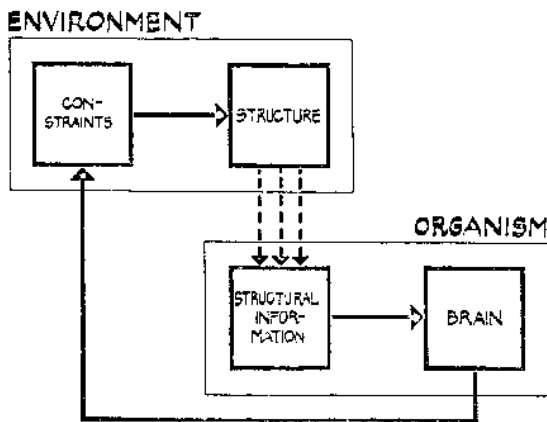 ENVIRONMENT
CON-
STRAINTS
STRUCTURE
ORGANISM
STRUCTURAL
INFOR-
MATION
BRAIN